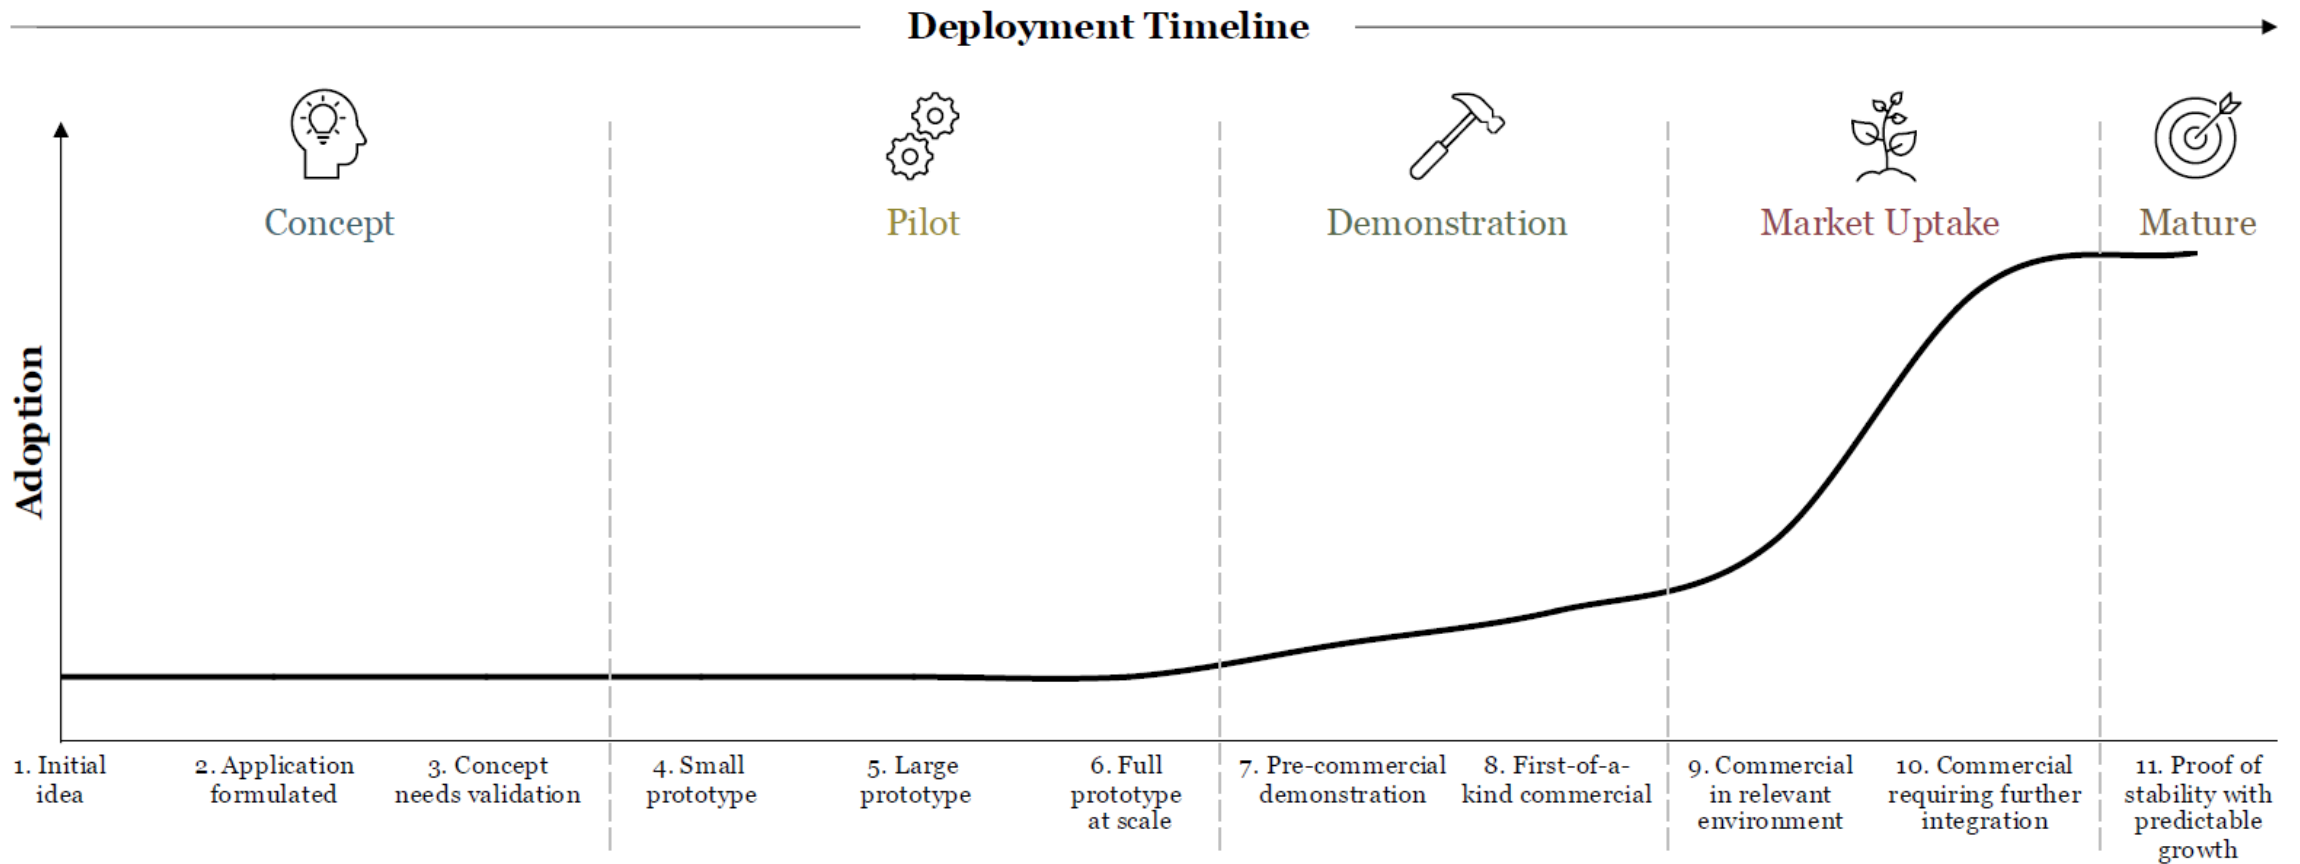 Deployment Timeline
Concept
Pilot
Demonstration
Market Uptake
Mature
Adoption
1. Initial
idea
2. Application
formulated
3. Concept
needs validation
4. Small
prototype
5. Large
prototype
6. Full
prototype
at scale
7. Pre-commercial
demonstration
8. First-of-a-
kind commercial
9. Commercial
in relevant
environment
10. Commercial
requiring further
integration
11. Proof of
stability with
predictable
growth